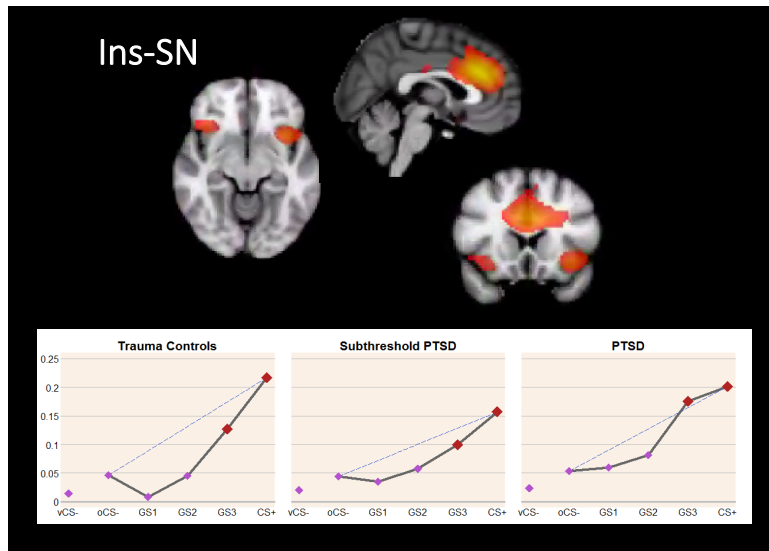 Ins-SN
Trauma Controls
Subthreshold PTSD
PTSD
0.25
0.2
0.15
0.1
0.05
0
vCS- oCS- GS1 GS2 GS3 CS+
vCS- oCS- GS1 GS2 GS3 CS+
vCS- oCS- GS1 GS2 GS3 CS+